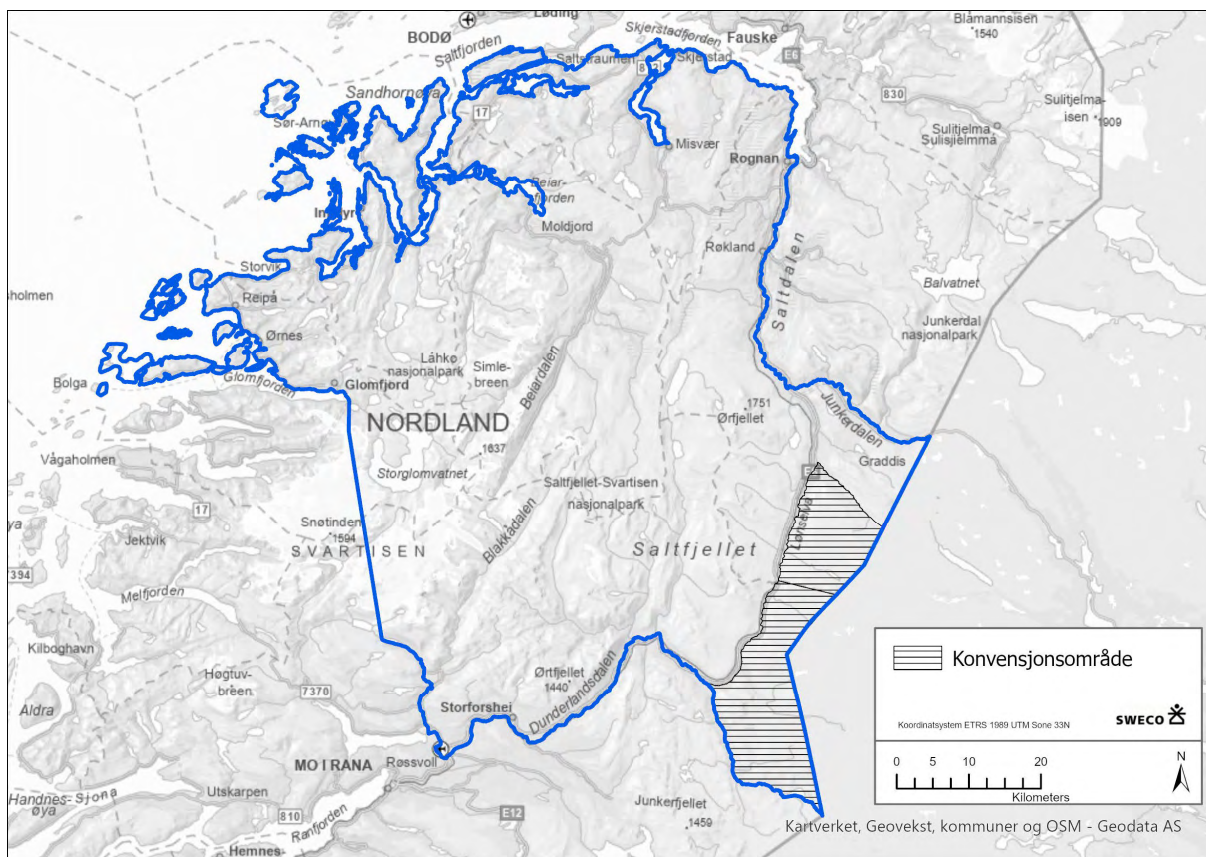 Løding
BODØ
Saltfjorden
Skjerstadfjorden
Fauske
E6
Blåmannsisen
1540
Saltstraumen
Skjerstad
830
Sulitjelma-
isen
1909
Sandhornøya
17
Sulitjelma
Sulisjielmmá
Misvær
Rognan
Beiar-
fjorden
Moldjord
Røkland
Saltdalen
Storvik
Balvatnet
Reipå
Junkerdal
nasjonalpark
Ørnes
Láhko
nasjonalpark
Simle-
breen
Beiardalen
Bolga
Glomfjorden
Glomfjord
1751
Ørfjellet
Junkerdalen
NORDLAND
1637
Graddis
Vågaholmen
Storglomvatnet
Saltfjellet-Svartisen
nasjonalpark
Lønselva
17
Snøtinden
1594
Blakkådalen
Jektvik
SVARTISEN
Saltfjellet
394
Melfjorden
Kilboghavn
Høgtuv-
breen
7370
Ørtfjellet
1440
Dunderlandsdalen
Aldra
Storforshei
MO I RANA
Røssvoll
Handnes-
øya
Sjona
Utskarpen
Junkerfjellet
1459
810
Ranfjorden
E12
Hemnes-
Konvensjonsområde
Koordinatsystem ETRS 1989 UTM Sone 33N
SWECO
0 5 10 20
Kilometers
N
Kartverket, Geovekst, kommuner og OSM - Geodata AS